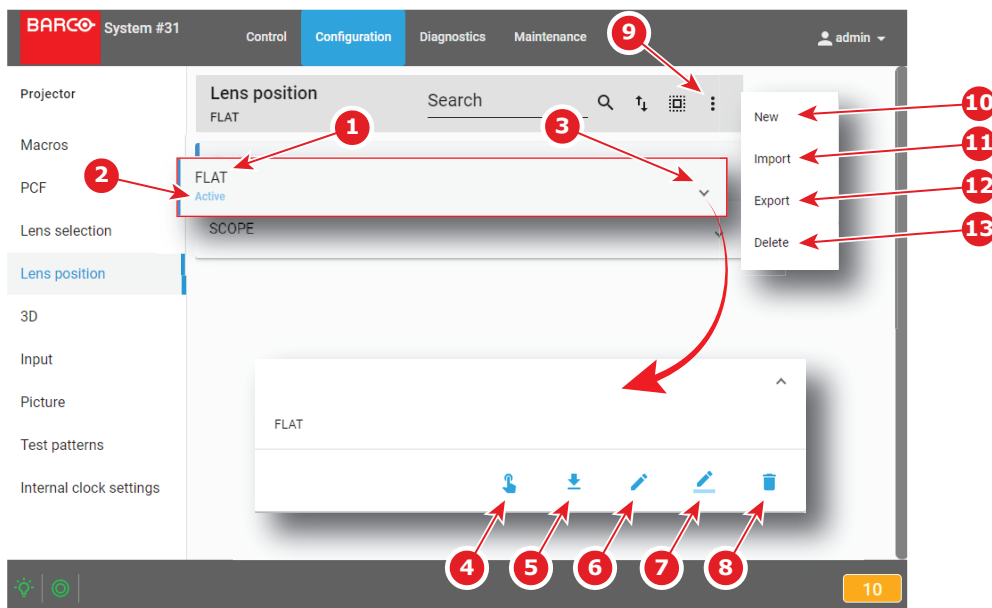 BARCO System #31
Control Configuration Diagnostics Maintenance admin
9
Projector
Lens position
FLAT
Search
New
10
Import
11
Export
12
Delete
13
Macros
PCF
Lens selection
Lens position
3D
Input
Picture
Test patterns
Internal clock settings
1
2
3
FLAT
Active
SCOPE
FLAT
4
5
6
7
8
10